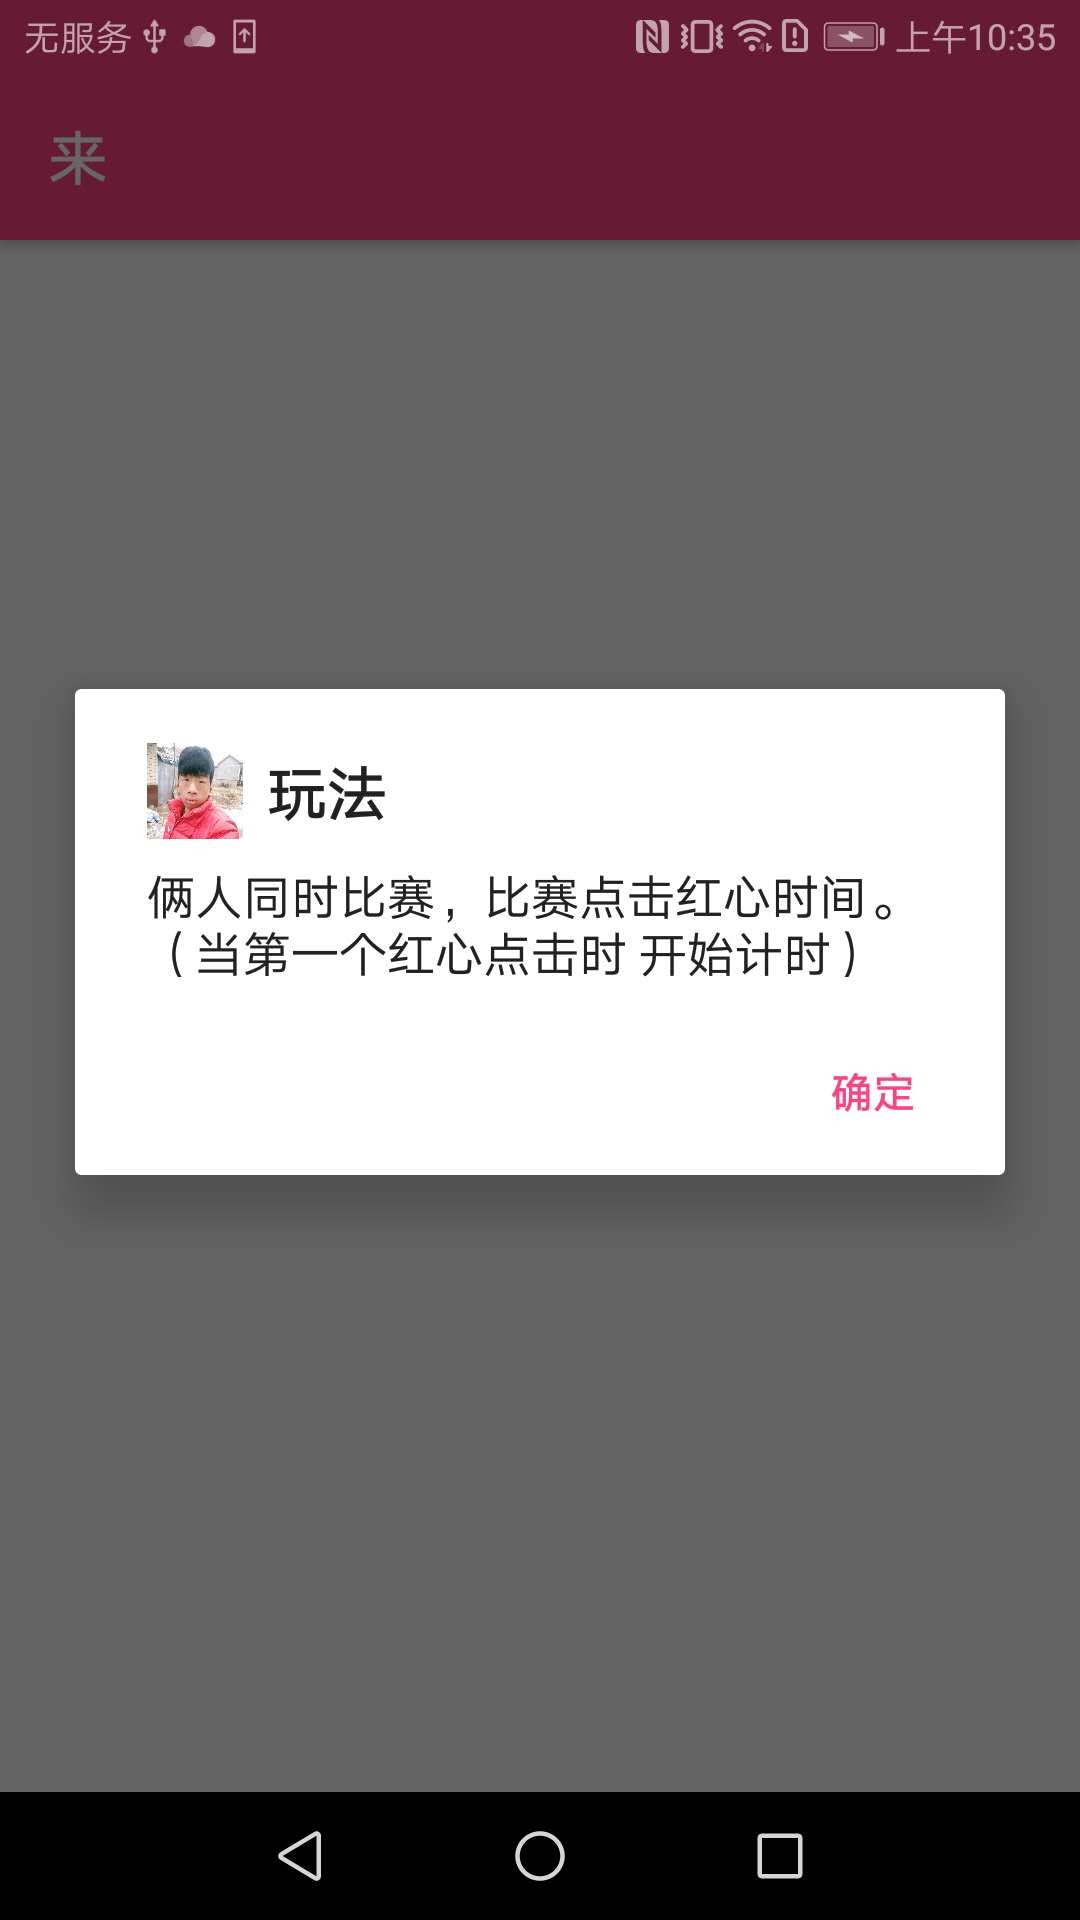 无服务 上午10:35
来
玩法
俩人同时比赛，比赛点击红心时间。
（当第一个红心点击时 开始计时）
确定